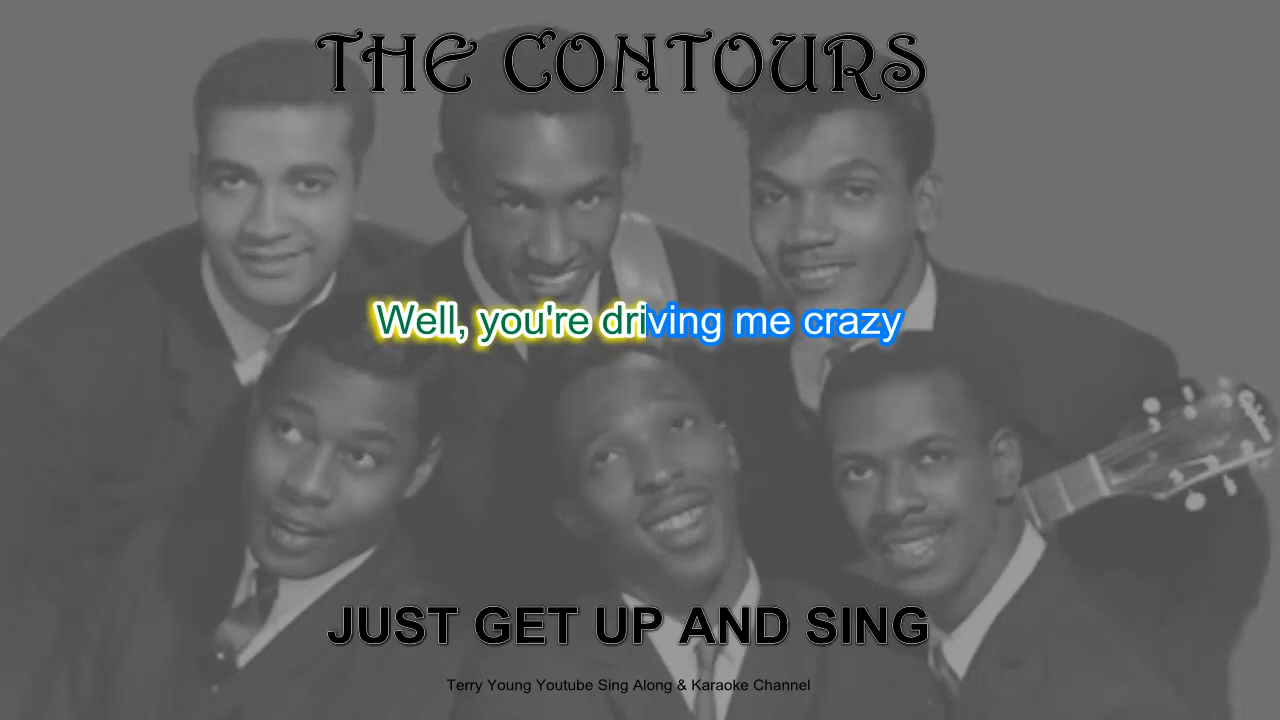 THE CONTOURS
Well, you're driving me crazy
JUST GET UP AND SING
Terry Young Youtube Sing Along & Karaoke Channel